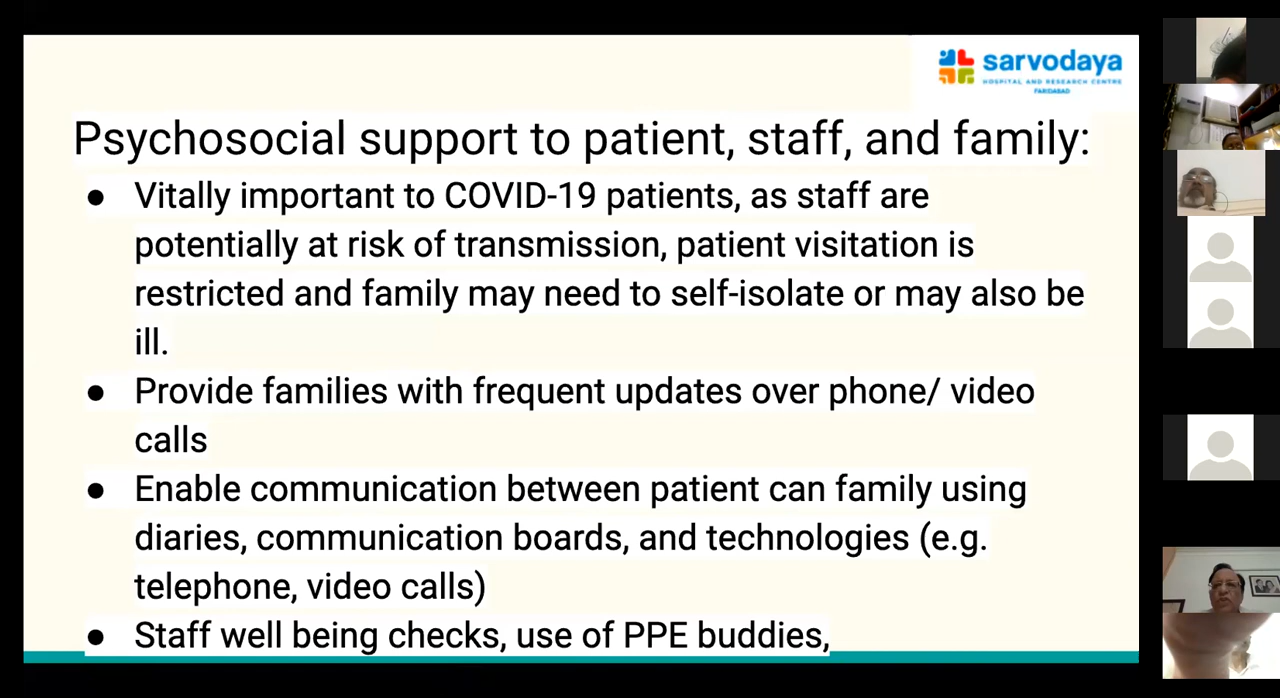 sarvodaya
HOSPITAL AND RESEARCH CENTRE
FARIDABAD
Psychosocial support to patient, staff, and family:
● Vitally important to COVID-19 patients, as staff are
potentially at risk of transmission, patient visitation is
restricted and family may need to self-isolate or may also be
ill.
● Provide families with frequent updates over phone/ video
calls
● Enable communication between patient can family using
diaries, communication boards, and technologies (e.g.
telephone, video calls)
● Staff well being checks, use of PPE buddies,